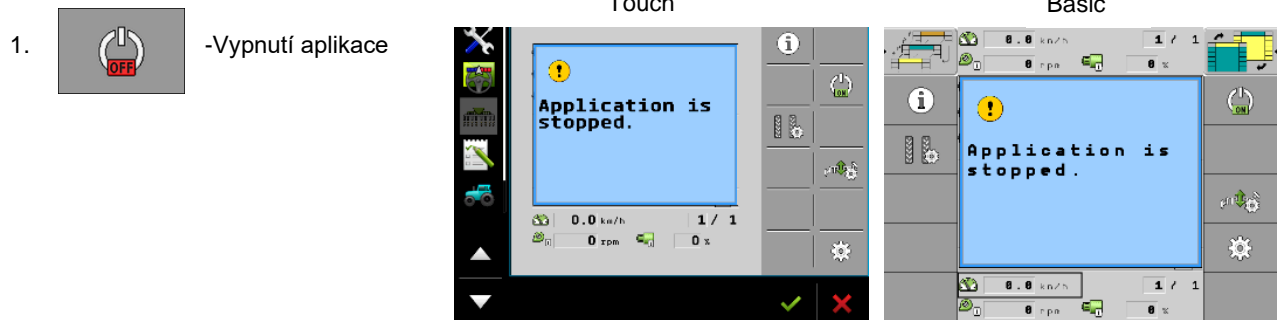 Touch
Basic
1.
OFF
-Vypnutí aplikace
Application is
stopped.
ON
0.0 km/h
1 / 1
0 rpm
0 %
0.0 km/h
1 / 1
0 rpm
0 %
ON
Application is
stopped.
0.0 km/h
1 / 1
0 rpm
0 %